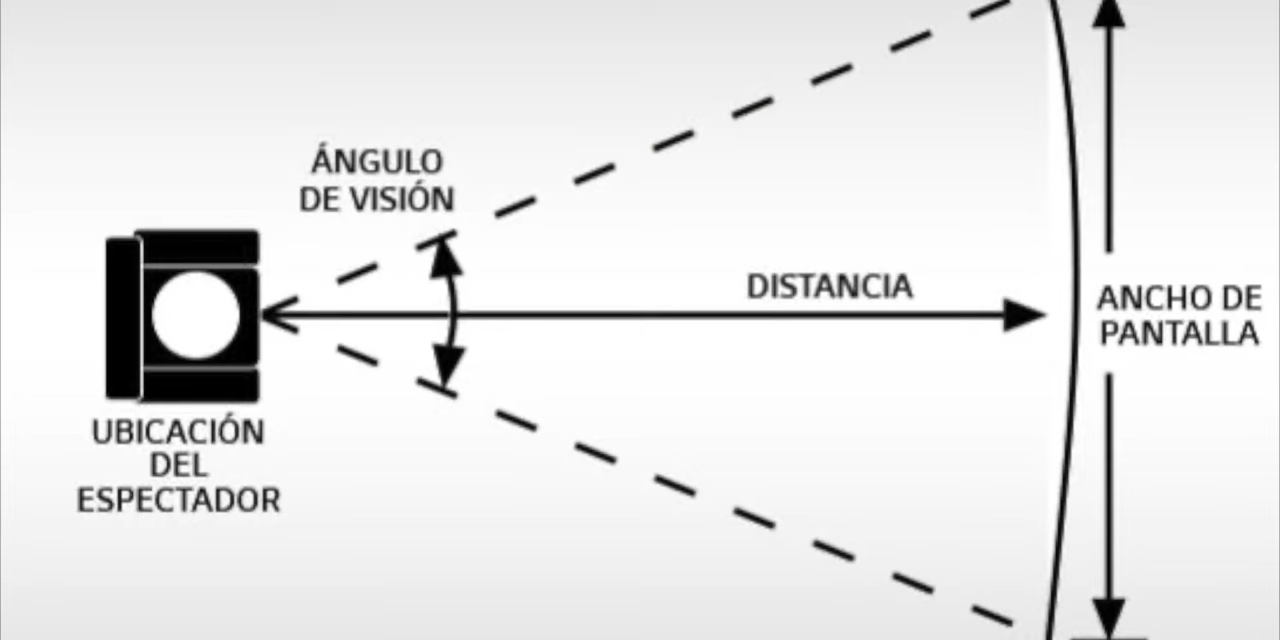 ÁNGULO
DE VISIÓN
DISTANCIA
ANCHO DE
PANTALLA
UBICACIÓN
DEL
ESPECTADOR